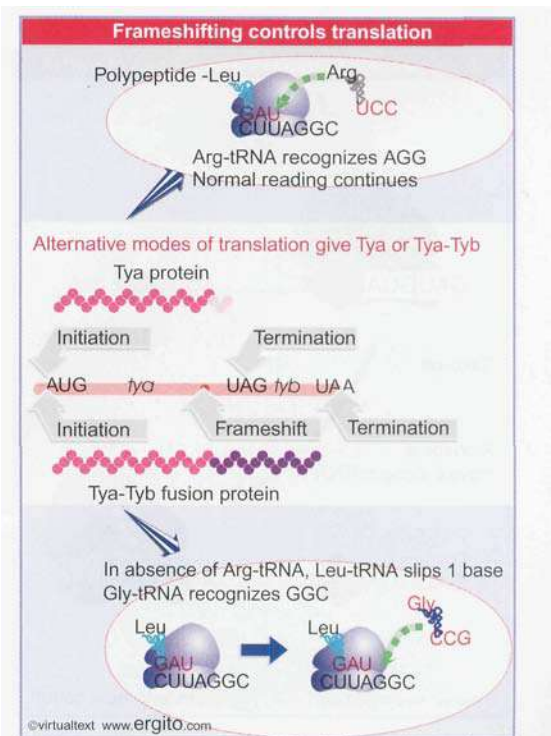 Frameshifting controls translation
Polypeptide -Leu
Arg
GAU
UCC
CUUAGGC
Arg-tRNA recognizes AGG
Normal reading continues
Alternative modes of translation give Tya or Tya-Tyb
Tya protein
Initiation Termination
AUG tya UAG tyb UAA
Initiation Frameshift Termination
Tya-Tyb fusion protein
In absence of Arg-tRNA, Leu-tRNA slips 1 base
Gly-tRNA recognizes GGC
Leu
GAU
CUUAGGC
Leu
Gly
CCG
GAU
CUUAGGC
©virtualtext www.ergito.com